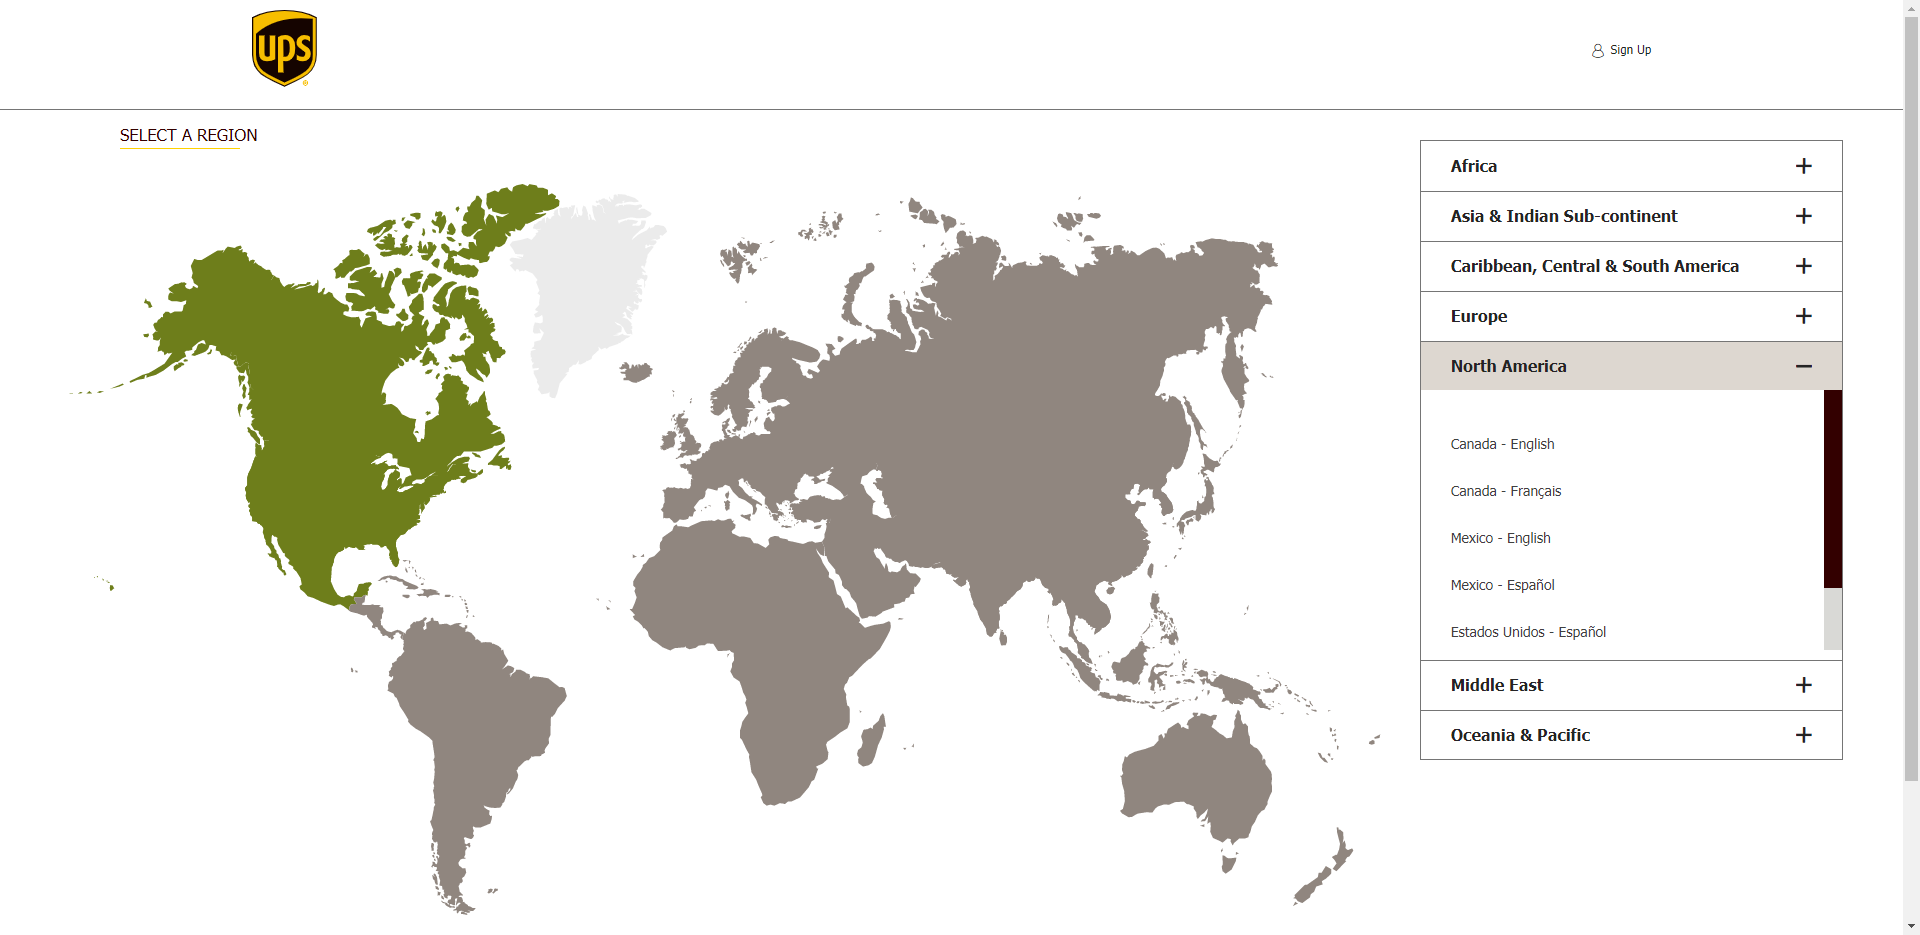 ups
Sign Up
SELECT A REGION
Africa
Asia & Indian Sub-continent
Caribbean, Central & South America
Europe
North America
Canada - English
Canada - Français
Mexico - English
Mexico - Español
Estados Unidos - Español
Middle East
Oceania & Pacific